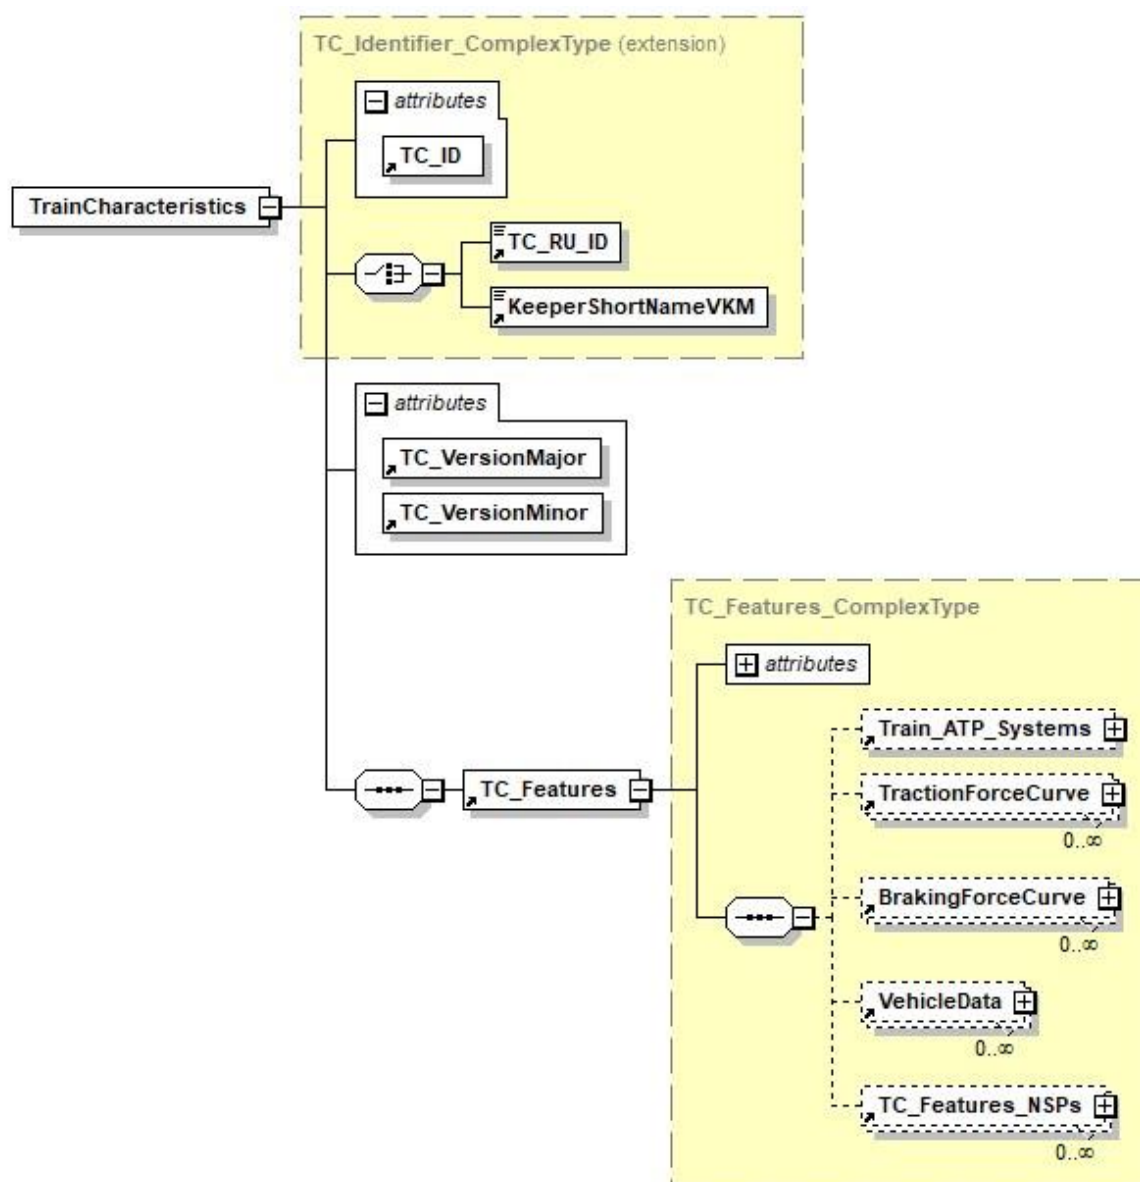 TC_Identifier_ComplexType (extension)
attributes
TC_ID
TrainCharacteristics
TC_RU_ID
KeeperShortNameVKM
attributes
TC_VersionMajor
TC_VersionMinor
TC_Features_ComplexType
attributes
Train_ATP_Systems
TC_Features
TractionForceCurve
0..∞
BrakingForceCurve
0..∞
VehicleData
0..∞
TC_Features_NSPs
0..∞